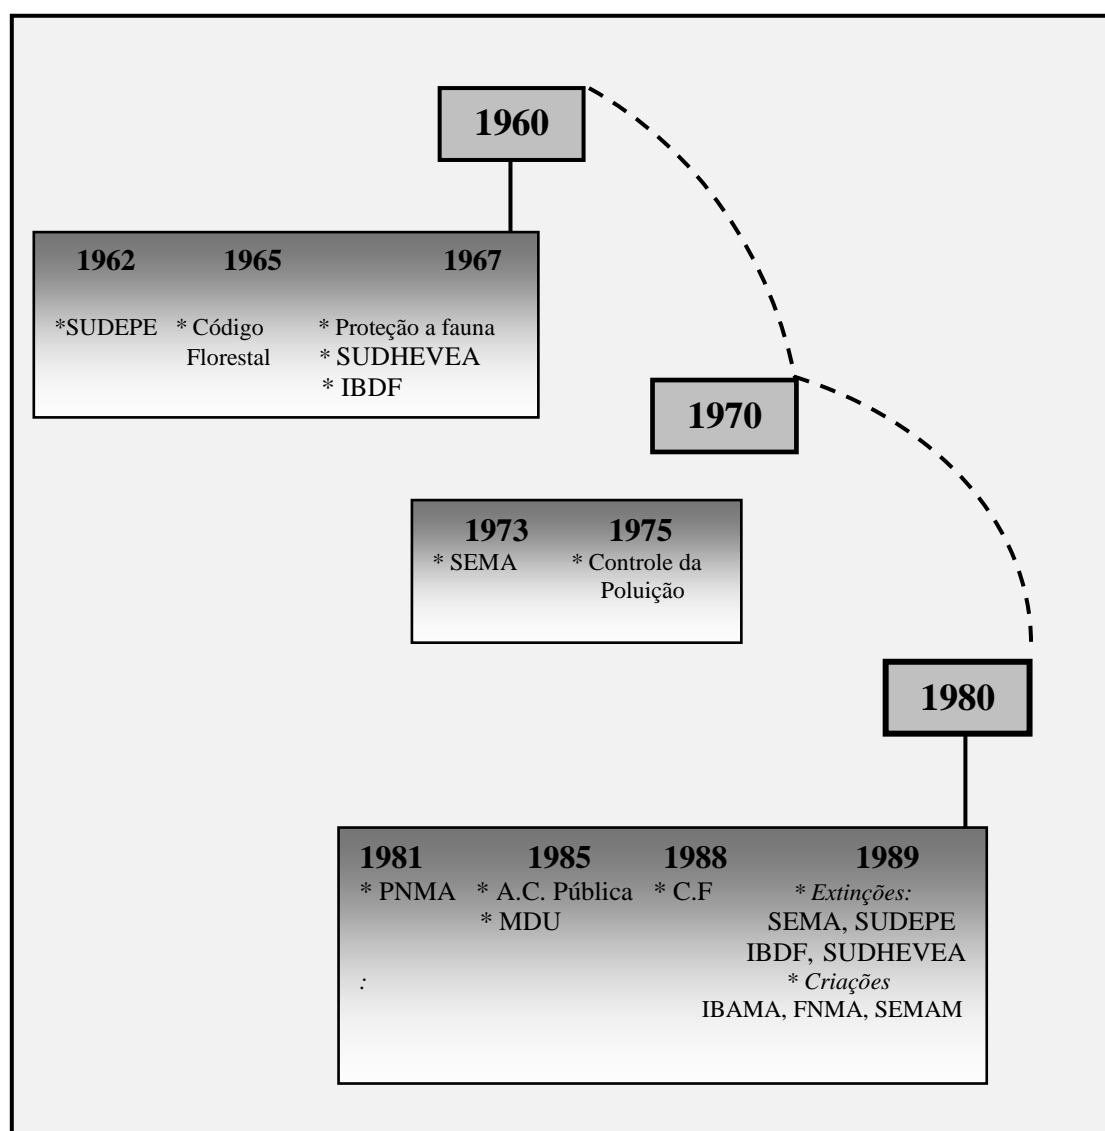 1960
1962 1965 1967
*SUDEPE * Código * Proteção a fauna
Florestal * SUDHEVEA
* IBDF
1970
1973 1975
* SEMA * Controle da
Poluição
1980
1981 1985 1988 1989
* PNMA * A.C. Pública * C.F * Extinções:
* MDU SEMA, SUDEPE
IBDF, SUDHEVEA
: * Criações
IBAMA, FNMA, SEMAM